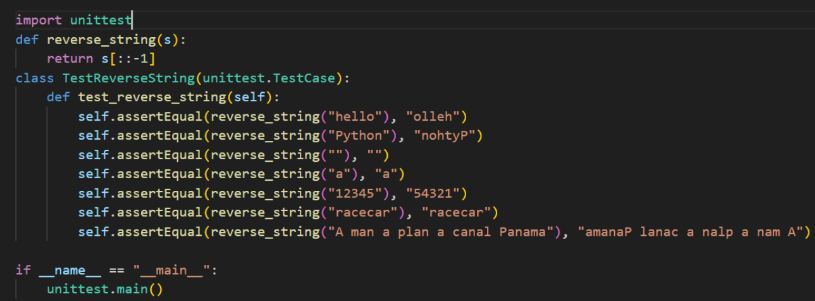 import unittest
def reverse_string(s):
    return s[::-1]
class TestReverseString(unittest.TestCase):
    def test_reverse_string(self):
        self.assertEqual(reverse_string("hello"), "olleh")
        self.assertEqual(reverse_string("Python"), "nohtyP")
        self.assertEqual(reverse_string(""), "")
        self.assertEqual(reverse_string("a"), "a")
        self.assertEqual(reverse_string("12345"), "54321")
        self.assertEqual(reverse_string("racecar"), "racecar")
        self.assertEqual(reverse_string("A man a plan a canal Panama"), "amanaP lanac a nalp a nam A")

if __name__ == "__main__":
    unittest.main()